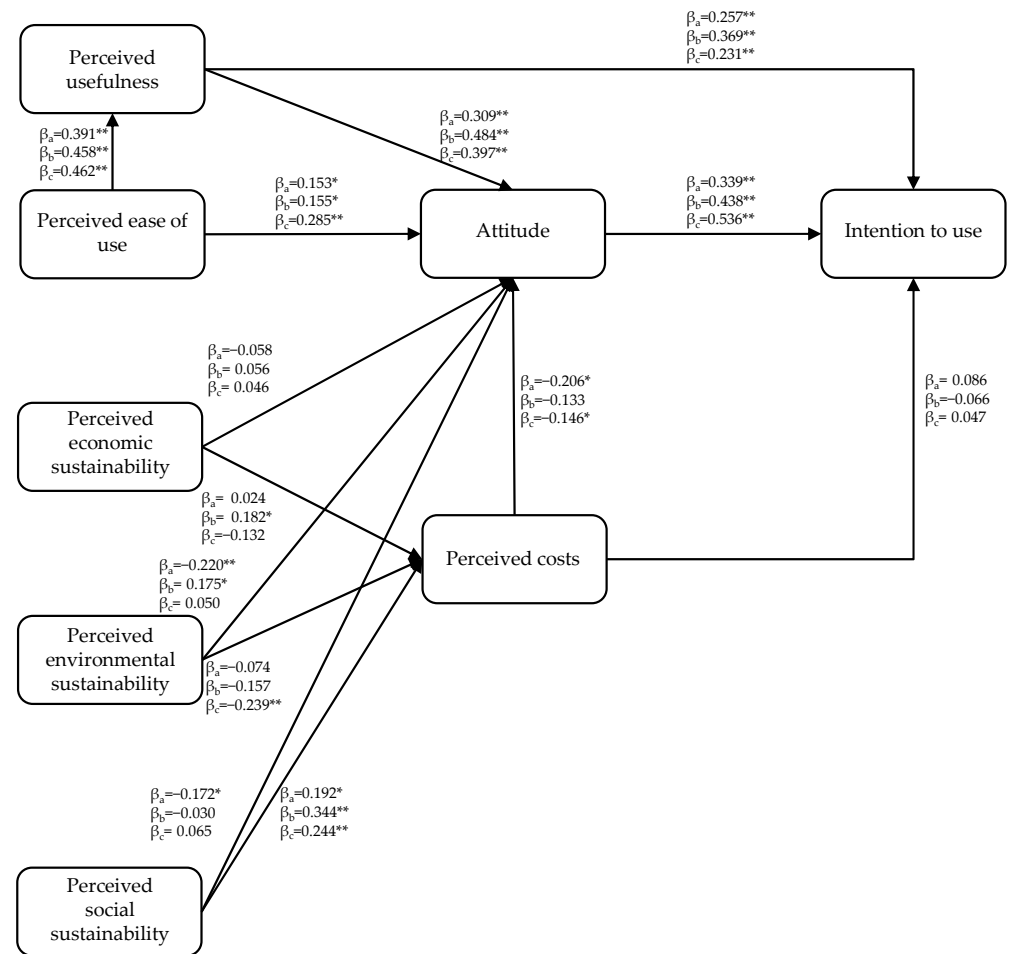 βa=0.257**
βb=0.369**
βc=0.231**
Perceived
usefulness
βa=0.309**
βb=0.484**
βc=0.397**
βa=0.391**
βb=0.458**
βc=0.462**
βa=0.153*
βb=0.155*
βc=0.285**
βa=0.339**
βb=0.438**
βc=0.536**
Perceived ease of
use
Attitude
Intention to use
βa=−0.058
βb= 0.056
βc= 0.046
βa=−0.206*
βb=−0.133
βc=−0.146*
βa= 0.086
βb=−0.066
βc= 0.047
Perceived
economic
sustainability
βa= 0.024
βb= 0.182*
βc=−0.132
Perceived costs
βa=−0.220**
βb= 0.175*
βc= 0.050
Perceived
environmental
sustainability
βa=−0.074
βb=−0.157
βc=−0.239**
βa=−0.172*
βb=−0.030
βc= 0.065
βa=0.192*
βb=0.344**
βc=0.244**
Perceived
social
sustainability